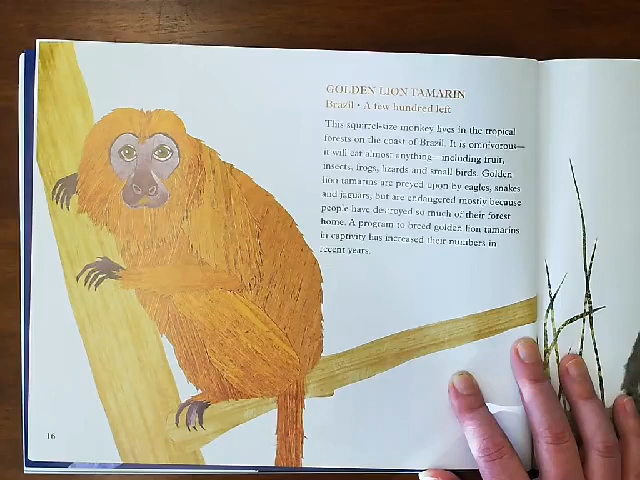 GOLDEN LION TAMARIN
Brazil • A few hundred left
This squirrel-size monkey lives in the tropical
forests on the coast of Brazil. It is omnivorous—
it will eat almost anything—including fruit,
insects, frogs, lizards and small birds. Golden
lion tamarins are preyed upon by eagles, snakes
and jaguars, but are endangered mostly because
people have destroyed so much of their forest
home. A program to breed golden lion tamarins
in captivity has increased their numbers in
recent years.
16